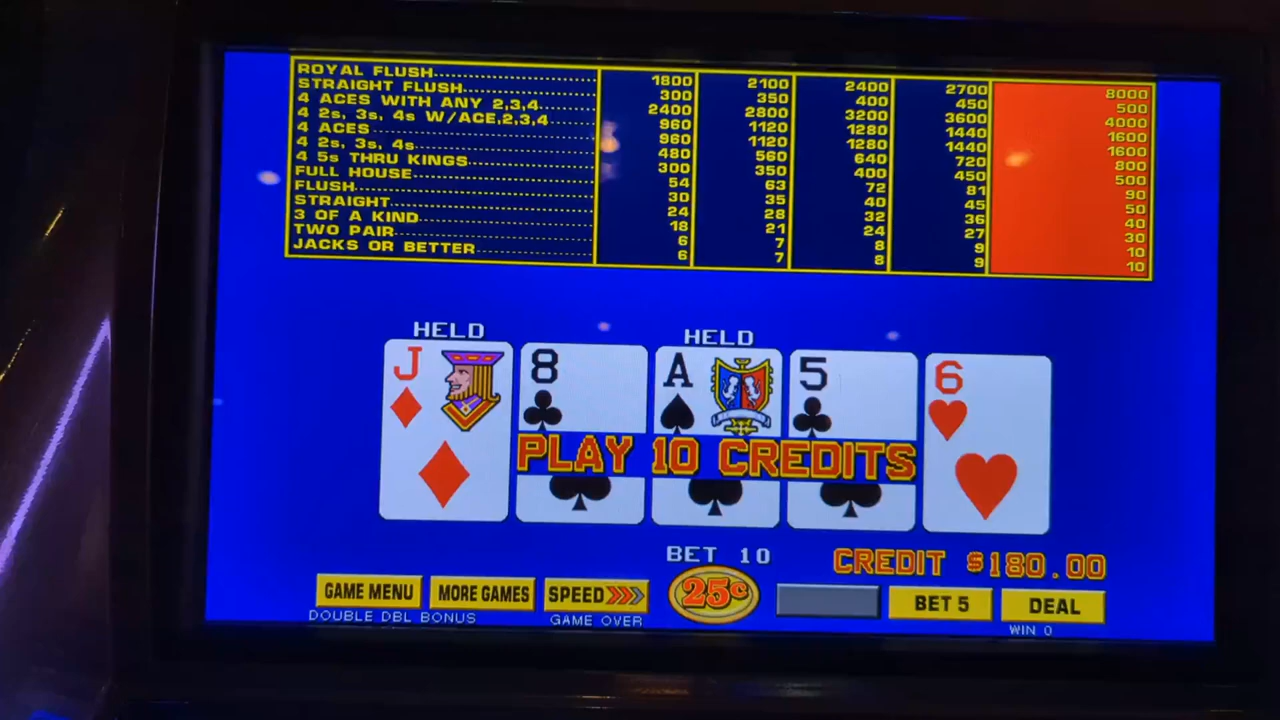 ROYAL FLUSH 1800 2100 2400 2700 8000
STRAIGHT FLUSH 300 350 400 450 500
4 ACES WITH ANY 2,3,4 2400 2800 3200 3600 4000
4 2s, 3s, 4s W/ACE,2,3,4 960 1120 1280 1440 1600
4 ACES 960 1120 1280 1440 1600
4 2s, 3s, 4s 480 560 640 720 800
4 5s THRU KINGS 300 350 400 450 500
FULL HOUSE 54 63 72 81 90
FLUSH 30 35 40 45 50
STRAIGHT 24 28 32 36 40
3 OF A KIND 18 21 24 27 30
TWO PAIR 6 7 8 9 10
JACKS OR BETTER 6 7 8 9 10
HELD HELD
J 8 A 5 6
PLAY 10 CREDITS
BET 10 CREDIT $180.00
GAME MENU MORE GAMES SPEED 25¢ BET 5 DEAL
DOUBLE DBL BONUS GAME OVER WIN 0